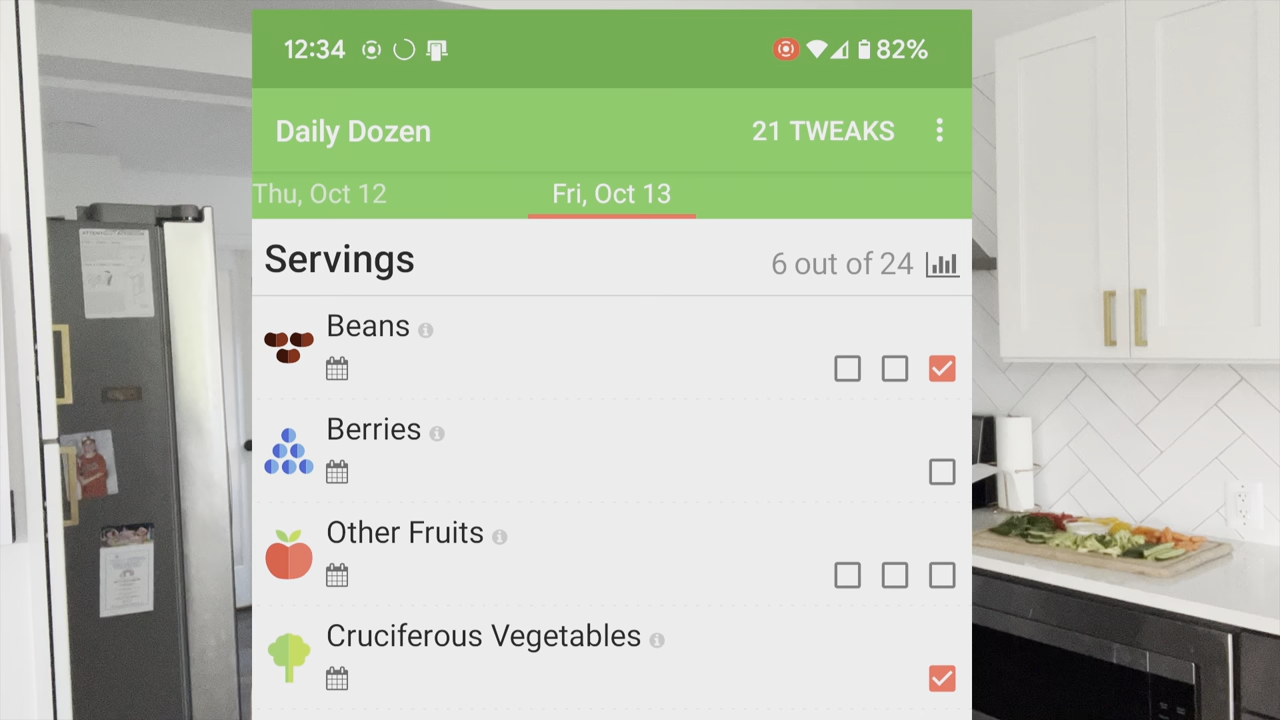 12:34
82%
Daily Dozen
21 TWEAKS
Thu, Oct 12
Fri, Oct 13
Servings
6 out of 24
Beans
Berries
Other Fruits
Cruciferous Vegetables